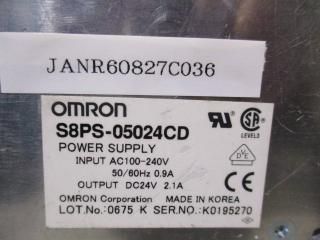 JANR60827C036
OMRON
S8PS-05024CD
POWER SUPPLY
INPUT AC100-240V
50/60Hz 0.9A
OUTPUT DC24V 2.1A
OMRON Corporation MADE IN KOREA
LOT.No.:0675 K SER.NO.:K0195270
LEVEL3